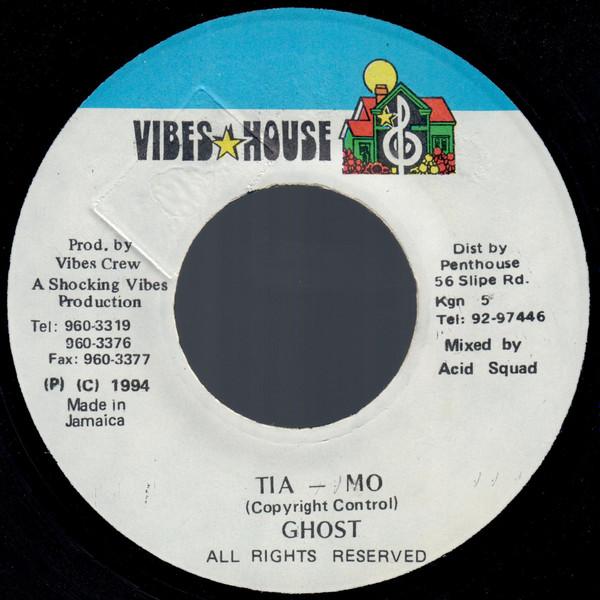 VIBES HOUSE
Prod. by
Vibes Crew
A Shocking Vibes
Production
Tel: 960-3319
960-3376
Fax: 960-3377
(P) (C) 1994
Made in
Jamaica
Dist by
Penthouse
56 Slipe Rd.
Kgn 5
Tel: 92-97446
Mixed by
Acid Squad
TIA - MO
(Copyright Control)
GHOST
ALL RIGHTS RESERVED